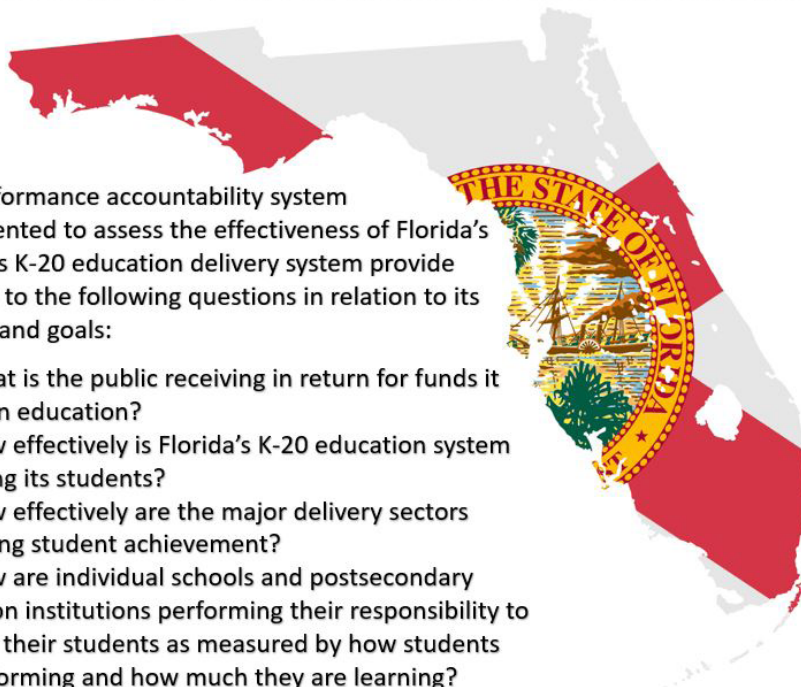 THE STATE OF FLORIDA
formance accountability system
ented to assess the effectiveness of Florida’s
s K-20 education delivery system provide
to the following questions in relation to its
and goals:
at is the public receiving in return for funds it
n education?
w effectively is Florida’s K-20 education system
ng its students?
w effectively are the major delivery sectors
ng student achievement?
w are individual schools and postsecondary
on institutions performing their responsibility to
their students as measured by how students
orming and how much they are learning?